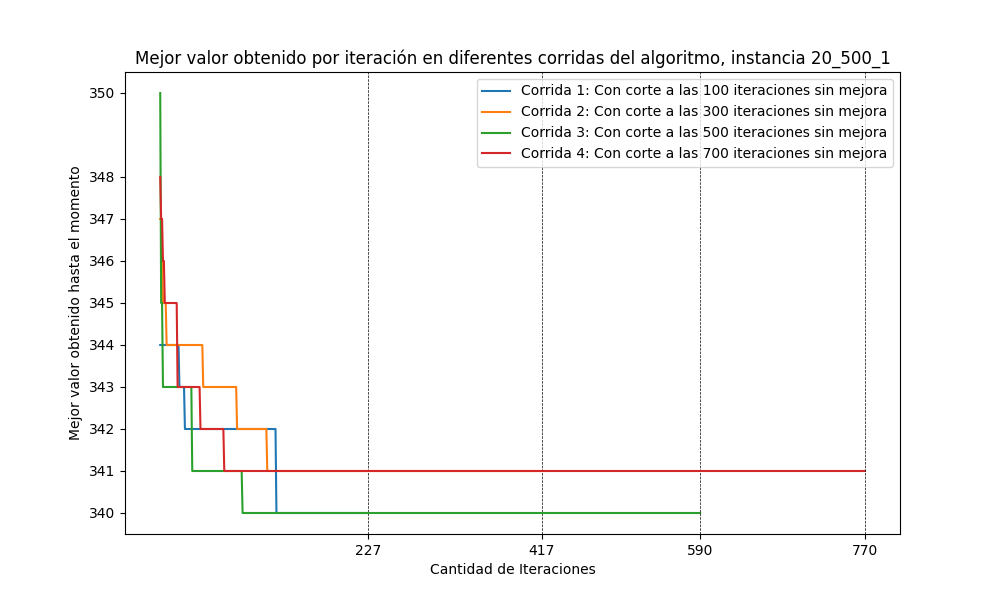 Mejor valor obtenido por iteración en diferentes corridas del algoritmo, instancia 20_500_1
Corrida 1: Con corte a las 100 iteraciones sin mejora
Corrida 2: Con corte a las 300 iteraciones sin mejora
Corrida 3: Con corte a las 500 iteraciones sin mejora
Corrida 4: Con corte a las 700 iteraciones sin mejora
Mejor valor obtenido hasta el momento
350
348
347
346
345
344
343
342
341
340
227 417 590 770
Cantidad de Iteraciones